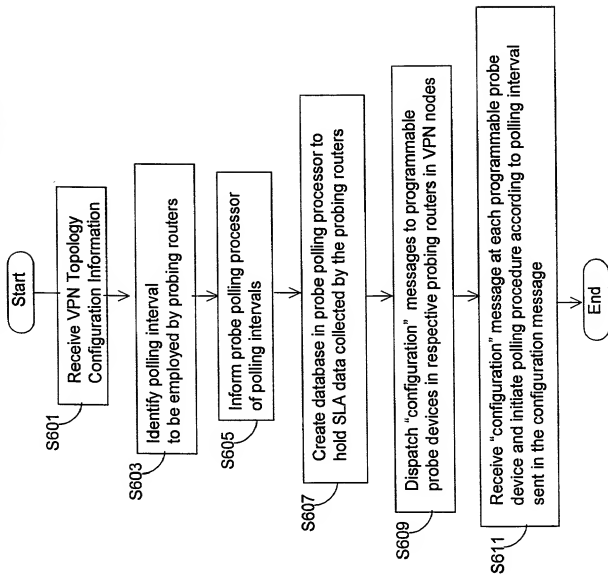 Start
S601
Receive VPN Topology
Configuration Information
S603
Identify polling interval
to be employed by probing routers
S605
Inform probe polling processor
of polling intervals
S607
Create database in probe polling processor to
hold SLA data collected by the probing routers
S609
Dispatch "configuration" messages to programmable
probe devices in respective probing routers in VPN nodes
S611
Receive "configuration" message at each programmable probe
device and initiate polling procedure according to polling interval
sent in the configuration message
End